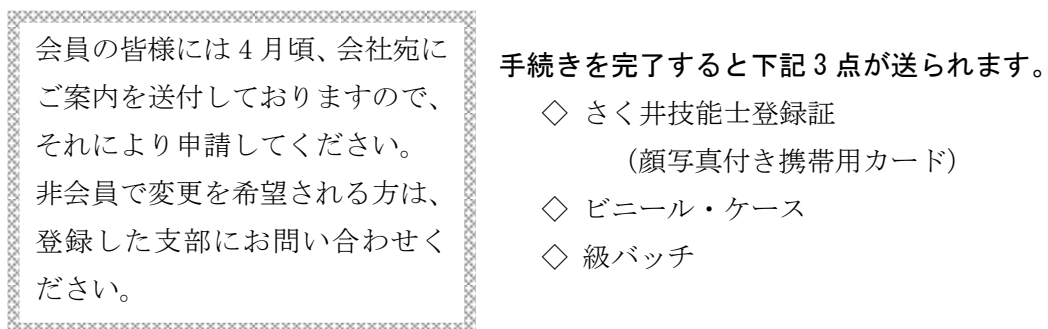 会員の皆様には4月頃、会社宛に
ご案内を送付しておりますので、
それにより申請してください。
非会員で変更を希望される方は、
登録した支部にお問い合わせく
ださい。
手続きを完了すると下記3点が送られます。
◇ さく井技能士登録証
(顔写真付き携帯用カード)
◇ ビニール・ケース
◇ 級バッチ